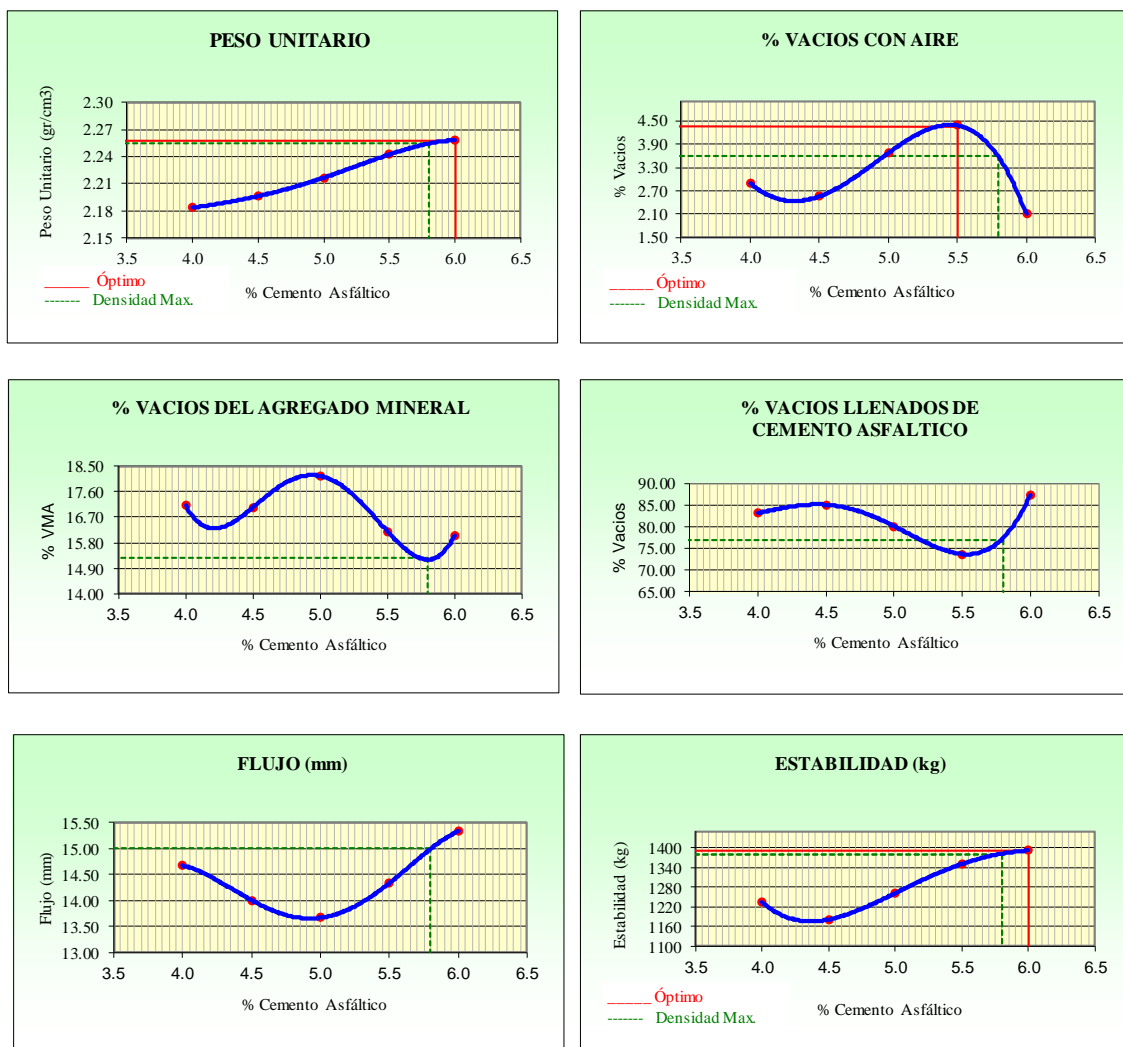 PESO UNITARIO
Peso Unitario (gr/cm3)
2.30
2.27
2.24
2.21
2.18
2.15
3.5 4.0 4.5 5.0 5.5 6.0 6.5
% Cemento Asfáltico
Óptimo
Densidad Max.
% VACIOS CON AIRE
% Vacios
4.50
3.90
3.30
2.70
2.10
1.50
3.5 4.0 4.5 5.0 5.5 6.0 6.5
% Cemento Asfáltico
Óptimo
Densidad Max.
% VACIOS DEL AGREGADO MINERAL
% VMA
18.50
17.60
16.70
15.80
14.90
14.00
3.5 4.0 4.5 5.0 5.5 6.0 6.5
% Cemento Asfáltico
% VACIOS LLENADOS DE
CEMENTO ASFALTICO
% Vacios
90.00
85.00
80.00
75.00
70.00
65.00
3.5 4.0 4.5 5.0 5.5 6.0 6.5
% Cemento Asfáltico
FLUJO (mm)
Flujo (mm)
15.50
15.00
14.50
14.00
13.50
13.00
3.5 4.0 4.5 5.0 5.5 6.0 6.5
% Cemento Asfáltico
ESTABILIDAD (kg)
Estabilidad (kg)
1400
1340
1280
1220
1160
1100
3.5 4.0 4.5 5.0 5.5 6.0 6.5
% Cemento Asfáltico
Óptimo
Densidad Max.